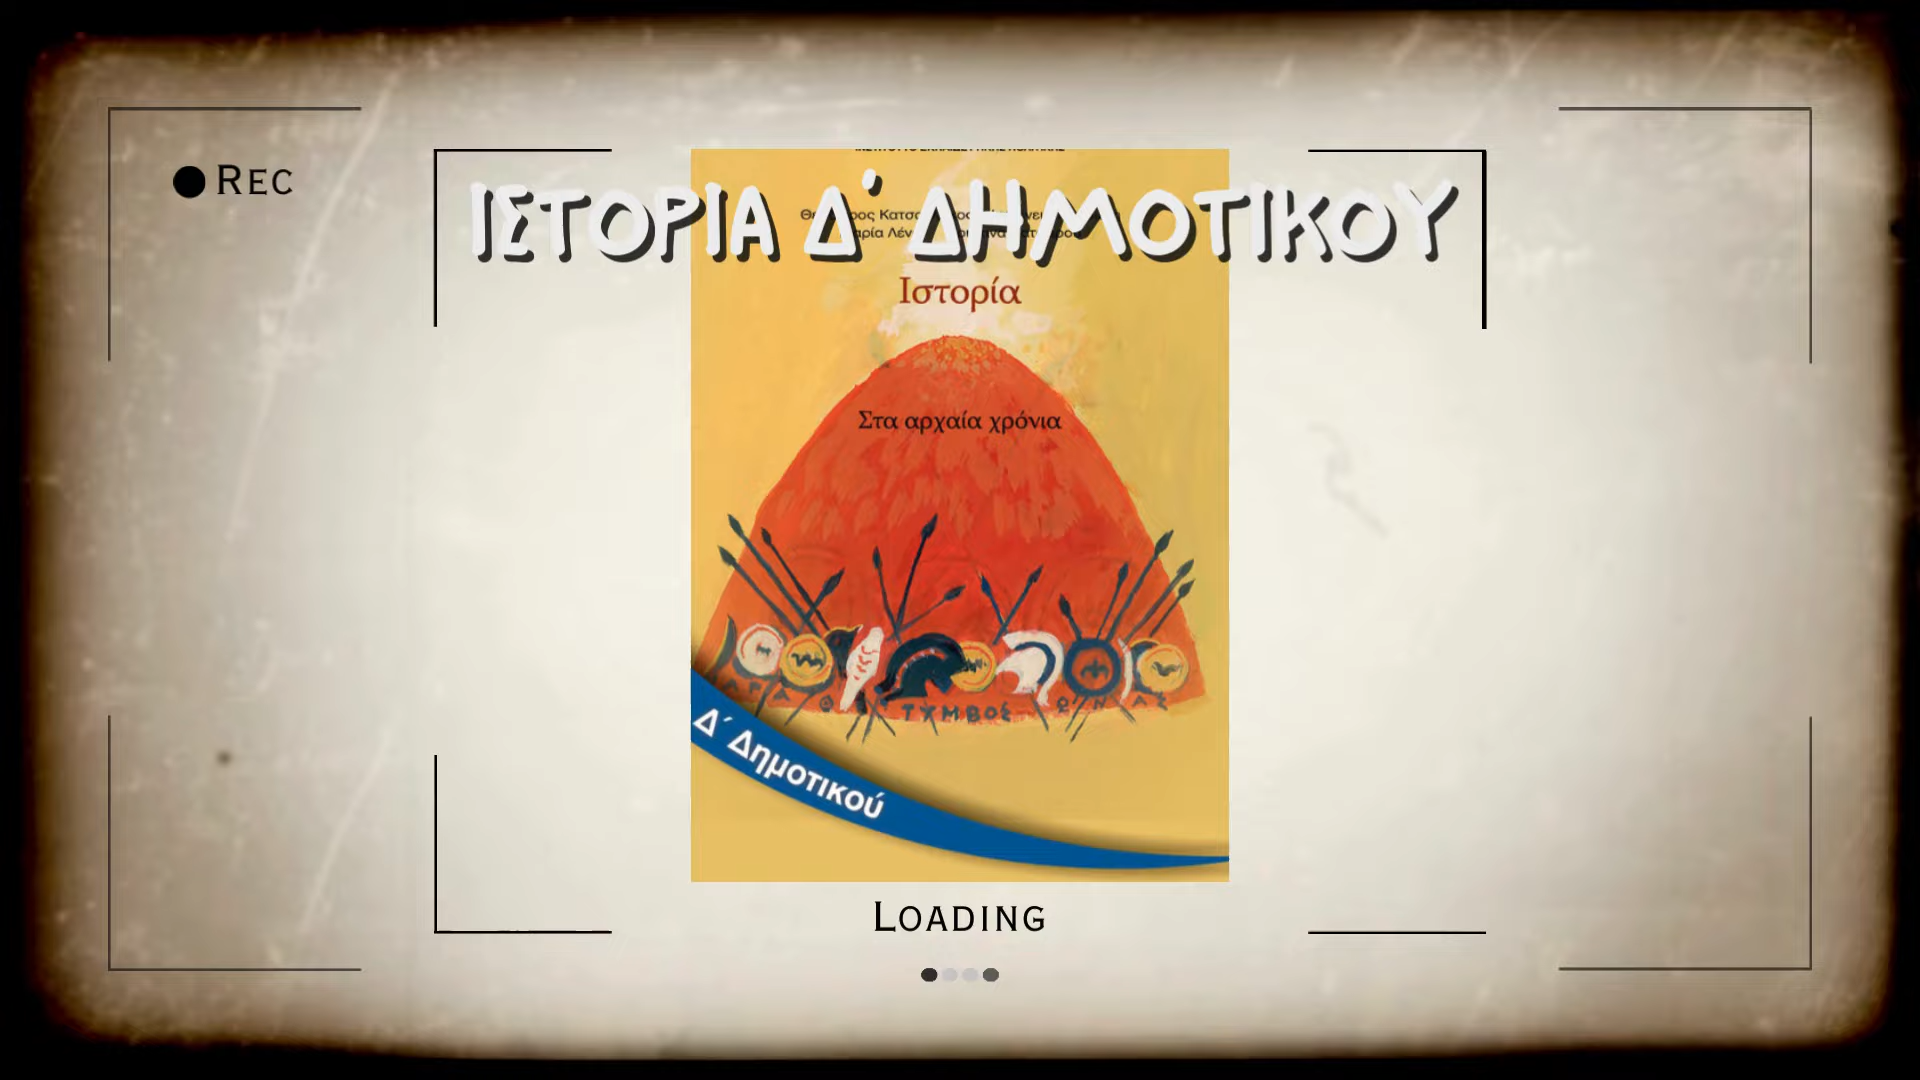 REC
ΙΣΤΟΡΙΑ Δ΄ ΔΗΜΟΤΙΚΟΥ
Ιστορία
Στα αρχαία χρόνια
ΤΥΜΒΟΣ
Δ΄ Δημοτικού
LOADING